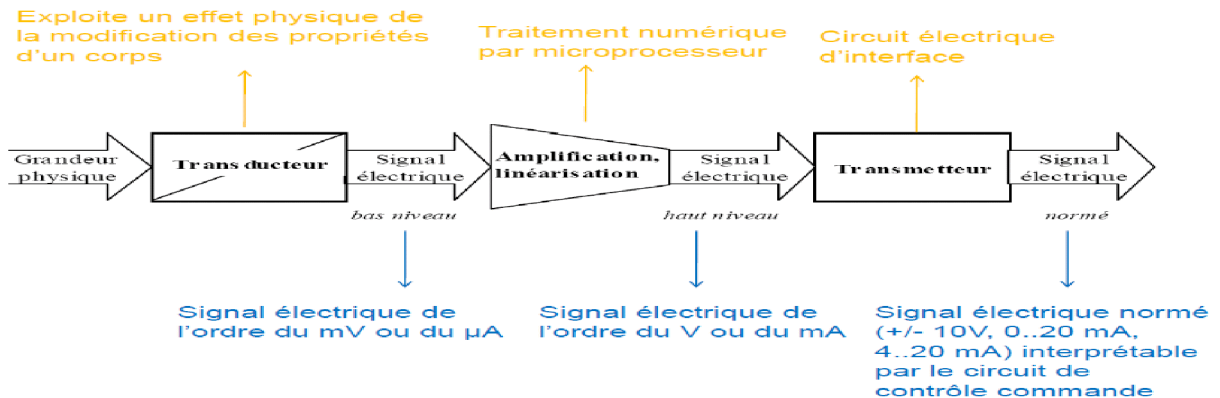 Exploite un effet physique de
la modification des propriétés
d'un corps
Traitement numérique
par microprocesseur
Circuit électrique
d'interface
Grandeur
physique
Transducteur
Signal
électrique
bas niveau
Amplification,
linéarisation
Signal
électrique
haut niveau
Transmetteur
Signal
électrique
normé
Signal électrique de
l'ordre du mV ou du µA
Signal électrique de
l'ordre du V ou du mA
Signal électrique normé
(+/- 10V, 0..20 mA,
4..20 mA) interprétable
par le circuit de
contrôle commande